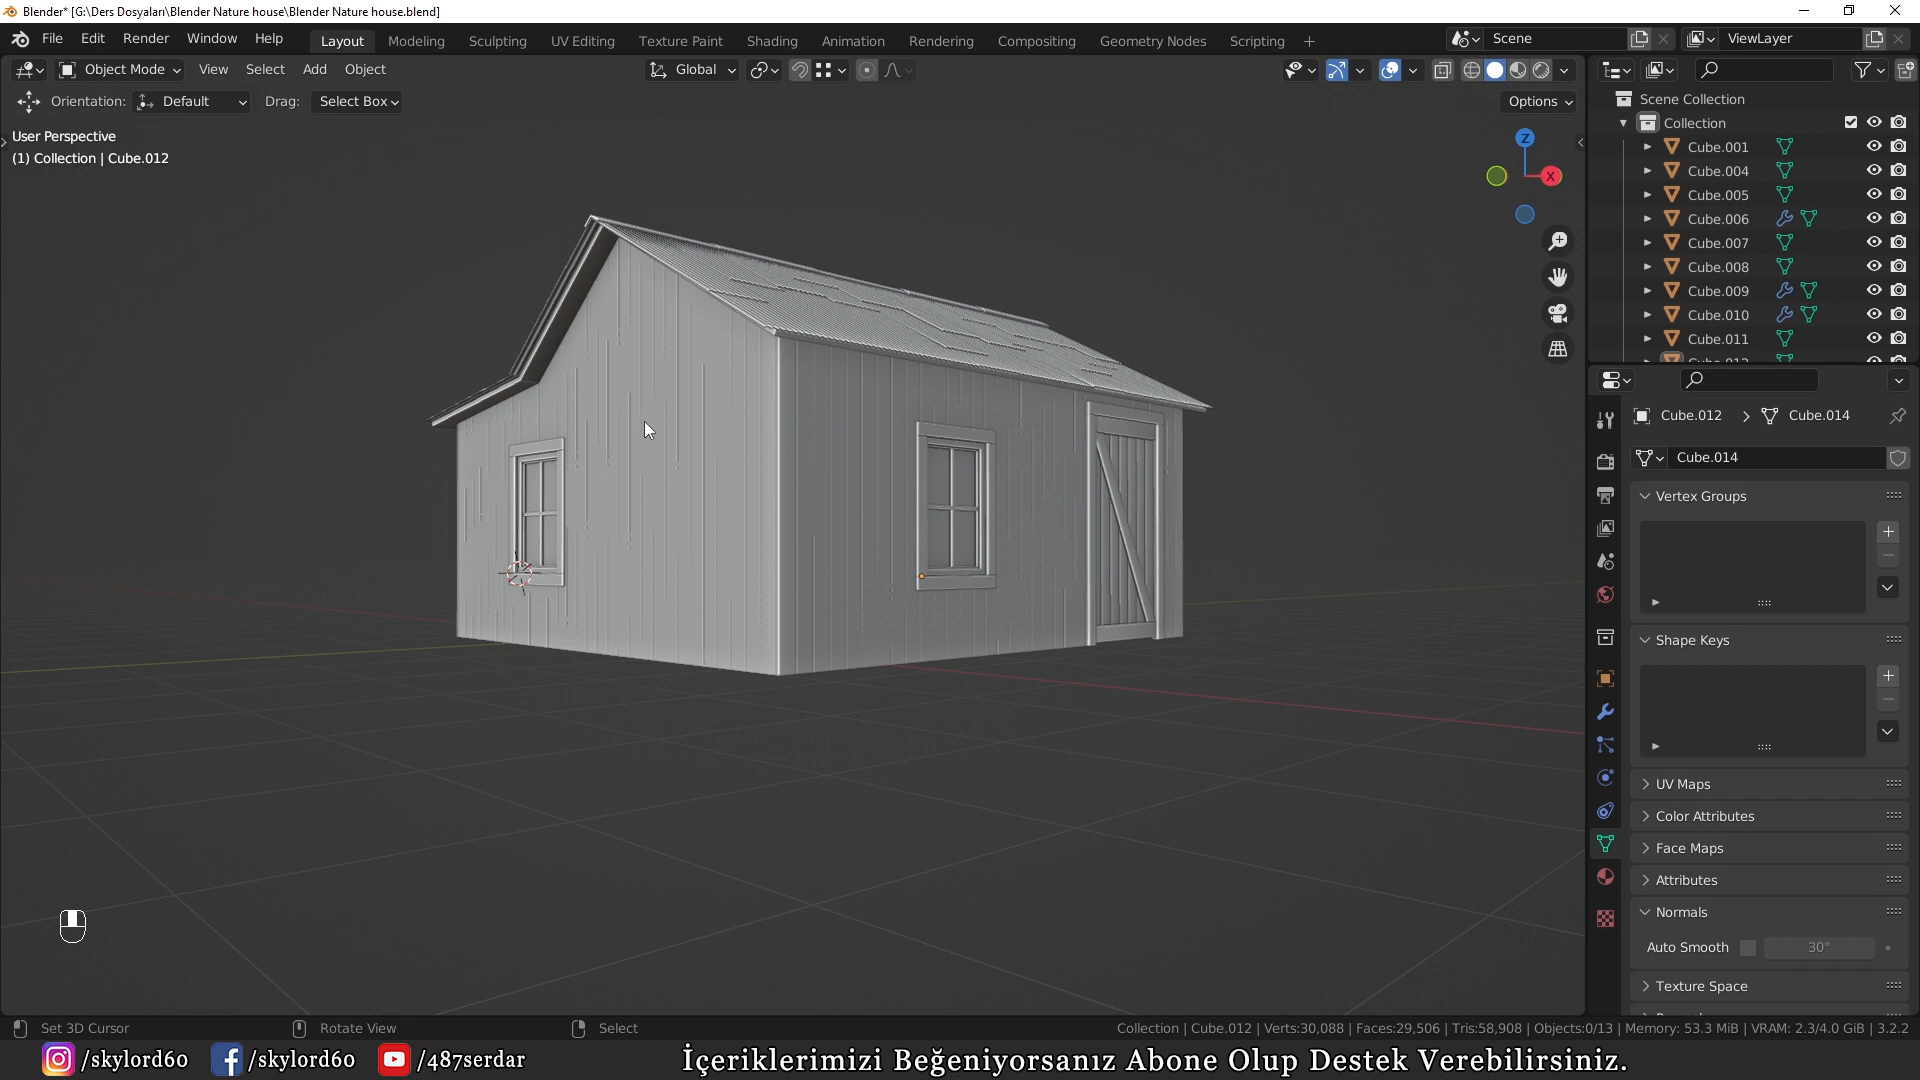 Blender* [G:\Ders Dosyaları\Blender Nature house\Blender Nature house.blend]
File Edit Render Window Help Layout Modeling Sculpting UV Editing Texture Paint Shading Animation Rendering Compositing Geometry Nodes Scripting + Scene ViewLayer
Object Mode View Select Add Object Global
Orientation: Default Drag: Select Box Options
User Perspective
(1) Collection | Cube.012
Z
X
Scene Collection
Collection
Cube.001
Cube.004
Cube.005
Cube.006
Cube.007
Cube.008
Cube.009
Cube.010
Cube.011
Cube.012 > Cube.014
Cube.014
Vertex Groups
Shape Keys
UV Maps
Color Attributes
Face Maps
Attributes
Normals
Auto Smooth 30°
Texture Space
Set 3D Cursor Rotate View Select Collection | Cube.012 | Verts:30,088 | Faces:29,506 | Tris:58,908 | Objects:0/13 | Memory: 53.3 MiB | VRAM: 2.3/4.0 GiB | 3.2.2
/skylord60 /skylord60 /487serdar İçeriklerimizi Beğeniyorsanız Abone Olup Destek Verebilirsiniz.